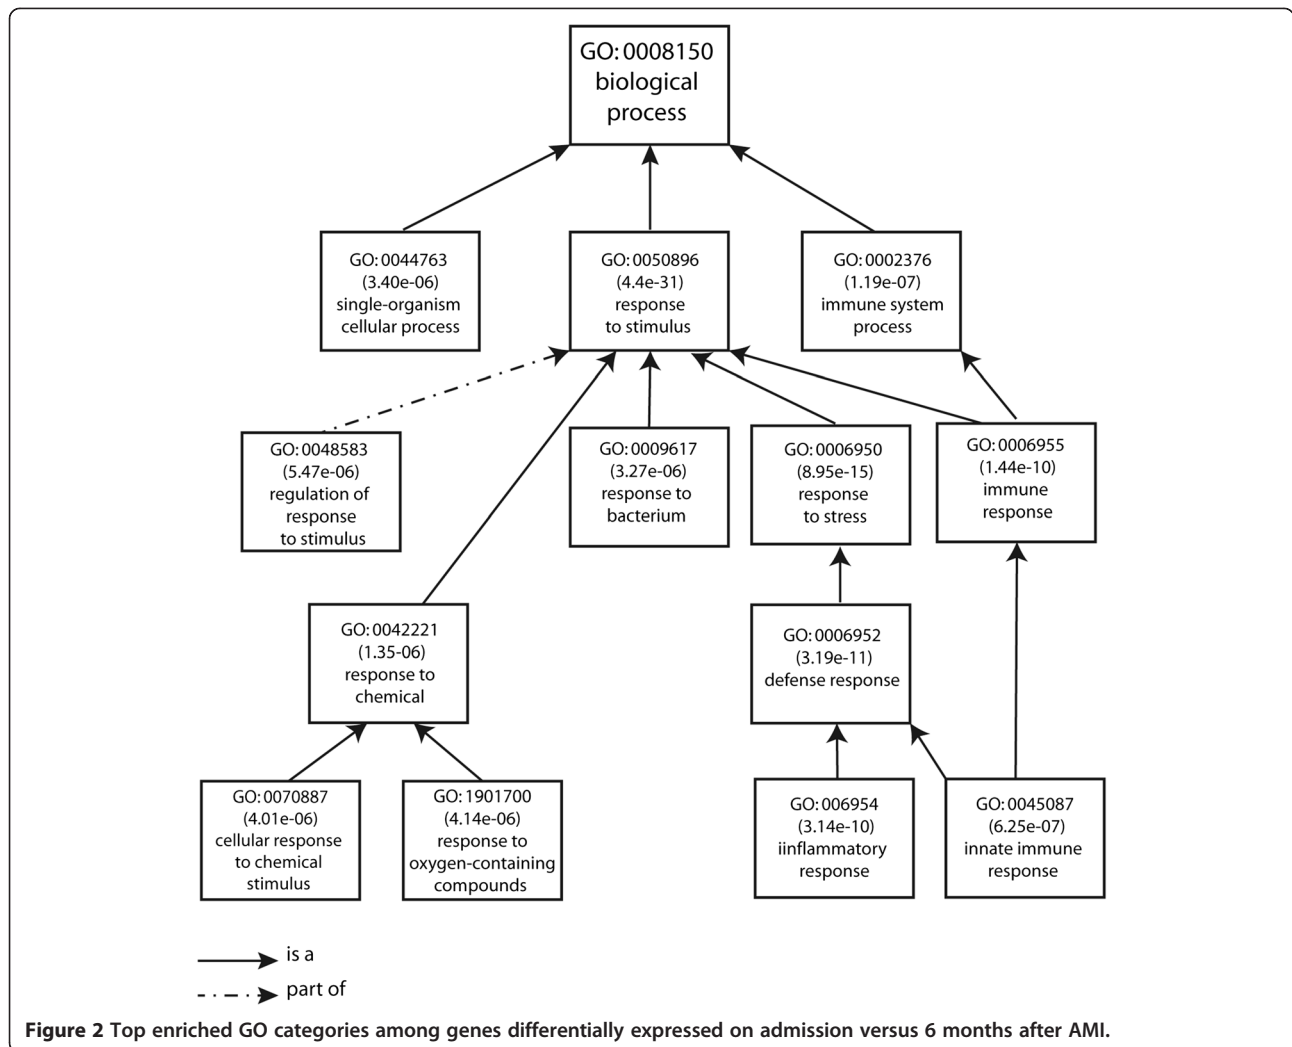 GO:0008150
biological
process
GO:0044763
(3.40e-06)
single-organism
cellular process
GO:0050896
(4.4e-31)
response
to stimulus
GO:0002376
(1.19e-07)
immune system
process
GO:0048583
(5.47e-06)
regulation of
response
to stimulus
GO:0009617
(3.27e-06)
response to
bacterium
GO:0006950
(8.95e-15)
response
to stress
GO:0006955
(1.44e-10)
immune
response
GO:0042221
(1.35-06)
response to
chemical
GO:0006952
(3.19e-11)
defense response
GO:0070887
(4.01e-06)
cellular response
to chemical
stimulus
GO:1901700
(4.14e-06)
response to
oxygen-containing
compounds
GO:006954
(3.14e-10)
iinflammatory
response
GO:0045087
(6.25e-07)
innate immune
response
is a
part of
Figure 2 Top enriched GO categories among genes differentially expressed on admission versus 6 months after AMI.